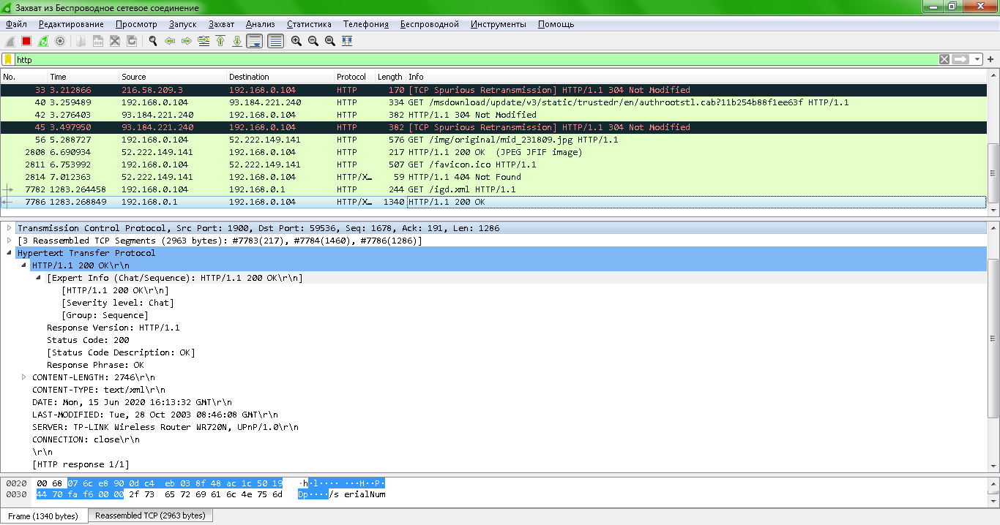 Захват из Беспроводное сетевое соединение
Файл Редактирование Просмотр Запуск Захват Анализ Статистика Телефония Беспроводной Инструменты Помощь
http
No. Time Source Destination Protocol Length Info
33 3.212866 216.58.209.3 192.168.0.104 HTTP 170 [TCP Spurious Retransmission] HTTP/1.1 304 Not Modified
40 3.259489 192.168.0.104 93.184.221.240 HTTP 334 GET /msdownload/update/v3/static/trustedr/en/authrootstl.cab?11b254b88f1ee63f HTTP/1.1
42 3.276403 93.184.221.240 192.168.0.104 HTTP 382 HTTP/1.1 304 Not Modified
45 3.497950 93.184.221.240 192.168.0.104 HTTP 382 [TCP Spurious Retransmission] HTTP/1.1 304 Not Modified
56 5.288727 192.168.0.104 52.222.149.141 HTTP 576 GET /img/original/mid_231809.jpg HTTP/1.1
2808 6.690934 52.222.149.141 192.168.0.104 HTTP 217 HTTP/1.1 200 OK (JPEG JFIF image)
2811 6.753992 192.168.0.104 52.222.149.141 HTTP 507 GET /favicon.ico HTTP/1.1
2814 7.012363 52.222.149.141 192.168.0.104 HTTP/X… 59 HTTP/1.1 404 Not Found
7782 1283.264458 192.168.0.104 192.168.0.1 HTTP 244 GET /igd.xml HTTP/1.1
7786 1283.268849 192.168.0.1 192.168.0.104 HTTP/X… 1340 HTTP/1.1 200 OK
Transmission Control Protocol, Src Port: 1900, Dst Port: 59536, Seq: 1678, Ack: 191, Len: 1286
[3 Reassembled TCP Segments (2963 bytes): #7783(217), #7784(1460), #7786(1286)]
Hypertext Transfer Protocol
HTTP/1.1 200 OK\r\n
[Expert Info (Chat/Sequence): HTTP/1.1 200 OK\r\n]
[HTTP/1.1 200 OK\r\n]
[Severity level: Chat]
[Group: Sequence]
Response Version: HTTP/1.1
Status Code: 200
[Status Code Description: OK]
Response Phrase: OK
CONTENT-LENGTH: 2746\r\n
CONTENT-TYPE: text/xml\r\n
DATE: Mon, 15 Jun 2020 16:13:32 GMT\r\n
LAST-MODIFIED: Tue, 28 Oct 2003 08:46:08 GMT\r\n
SERVER: TP-LINK Wireless Router WR720N, UPnP/1.0\r\n
CONNECTION: close\r\n
\r\n
[HTTP response 1/1]
0020 00 68 07 6c e8 90 0d c4 eb 03 8f 48 ac 1c 50 19 ·h·l···· ···H··P·
0030 44 70 fa f6 00 00 2f 73 65 72 69 61 6c 4e 75 6d Dp····/s erialNum
Frame (1340 bytes) Reassembled TCP (2963 bytes)